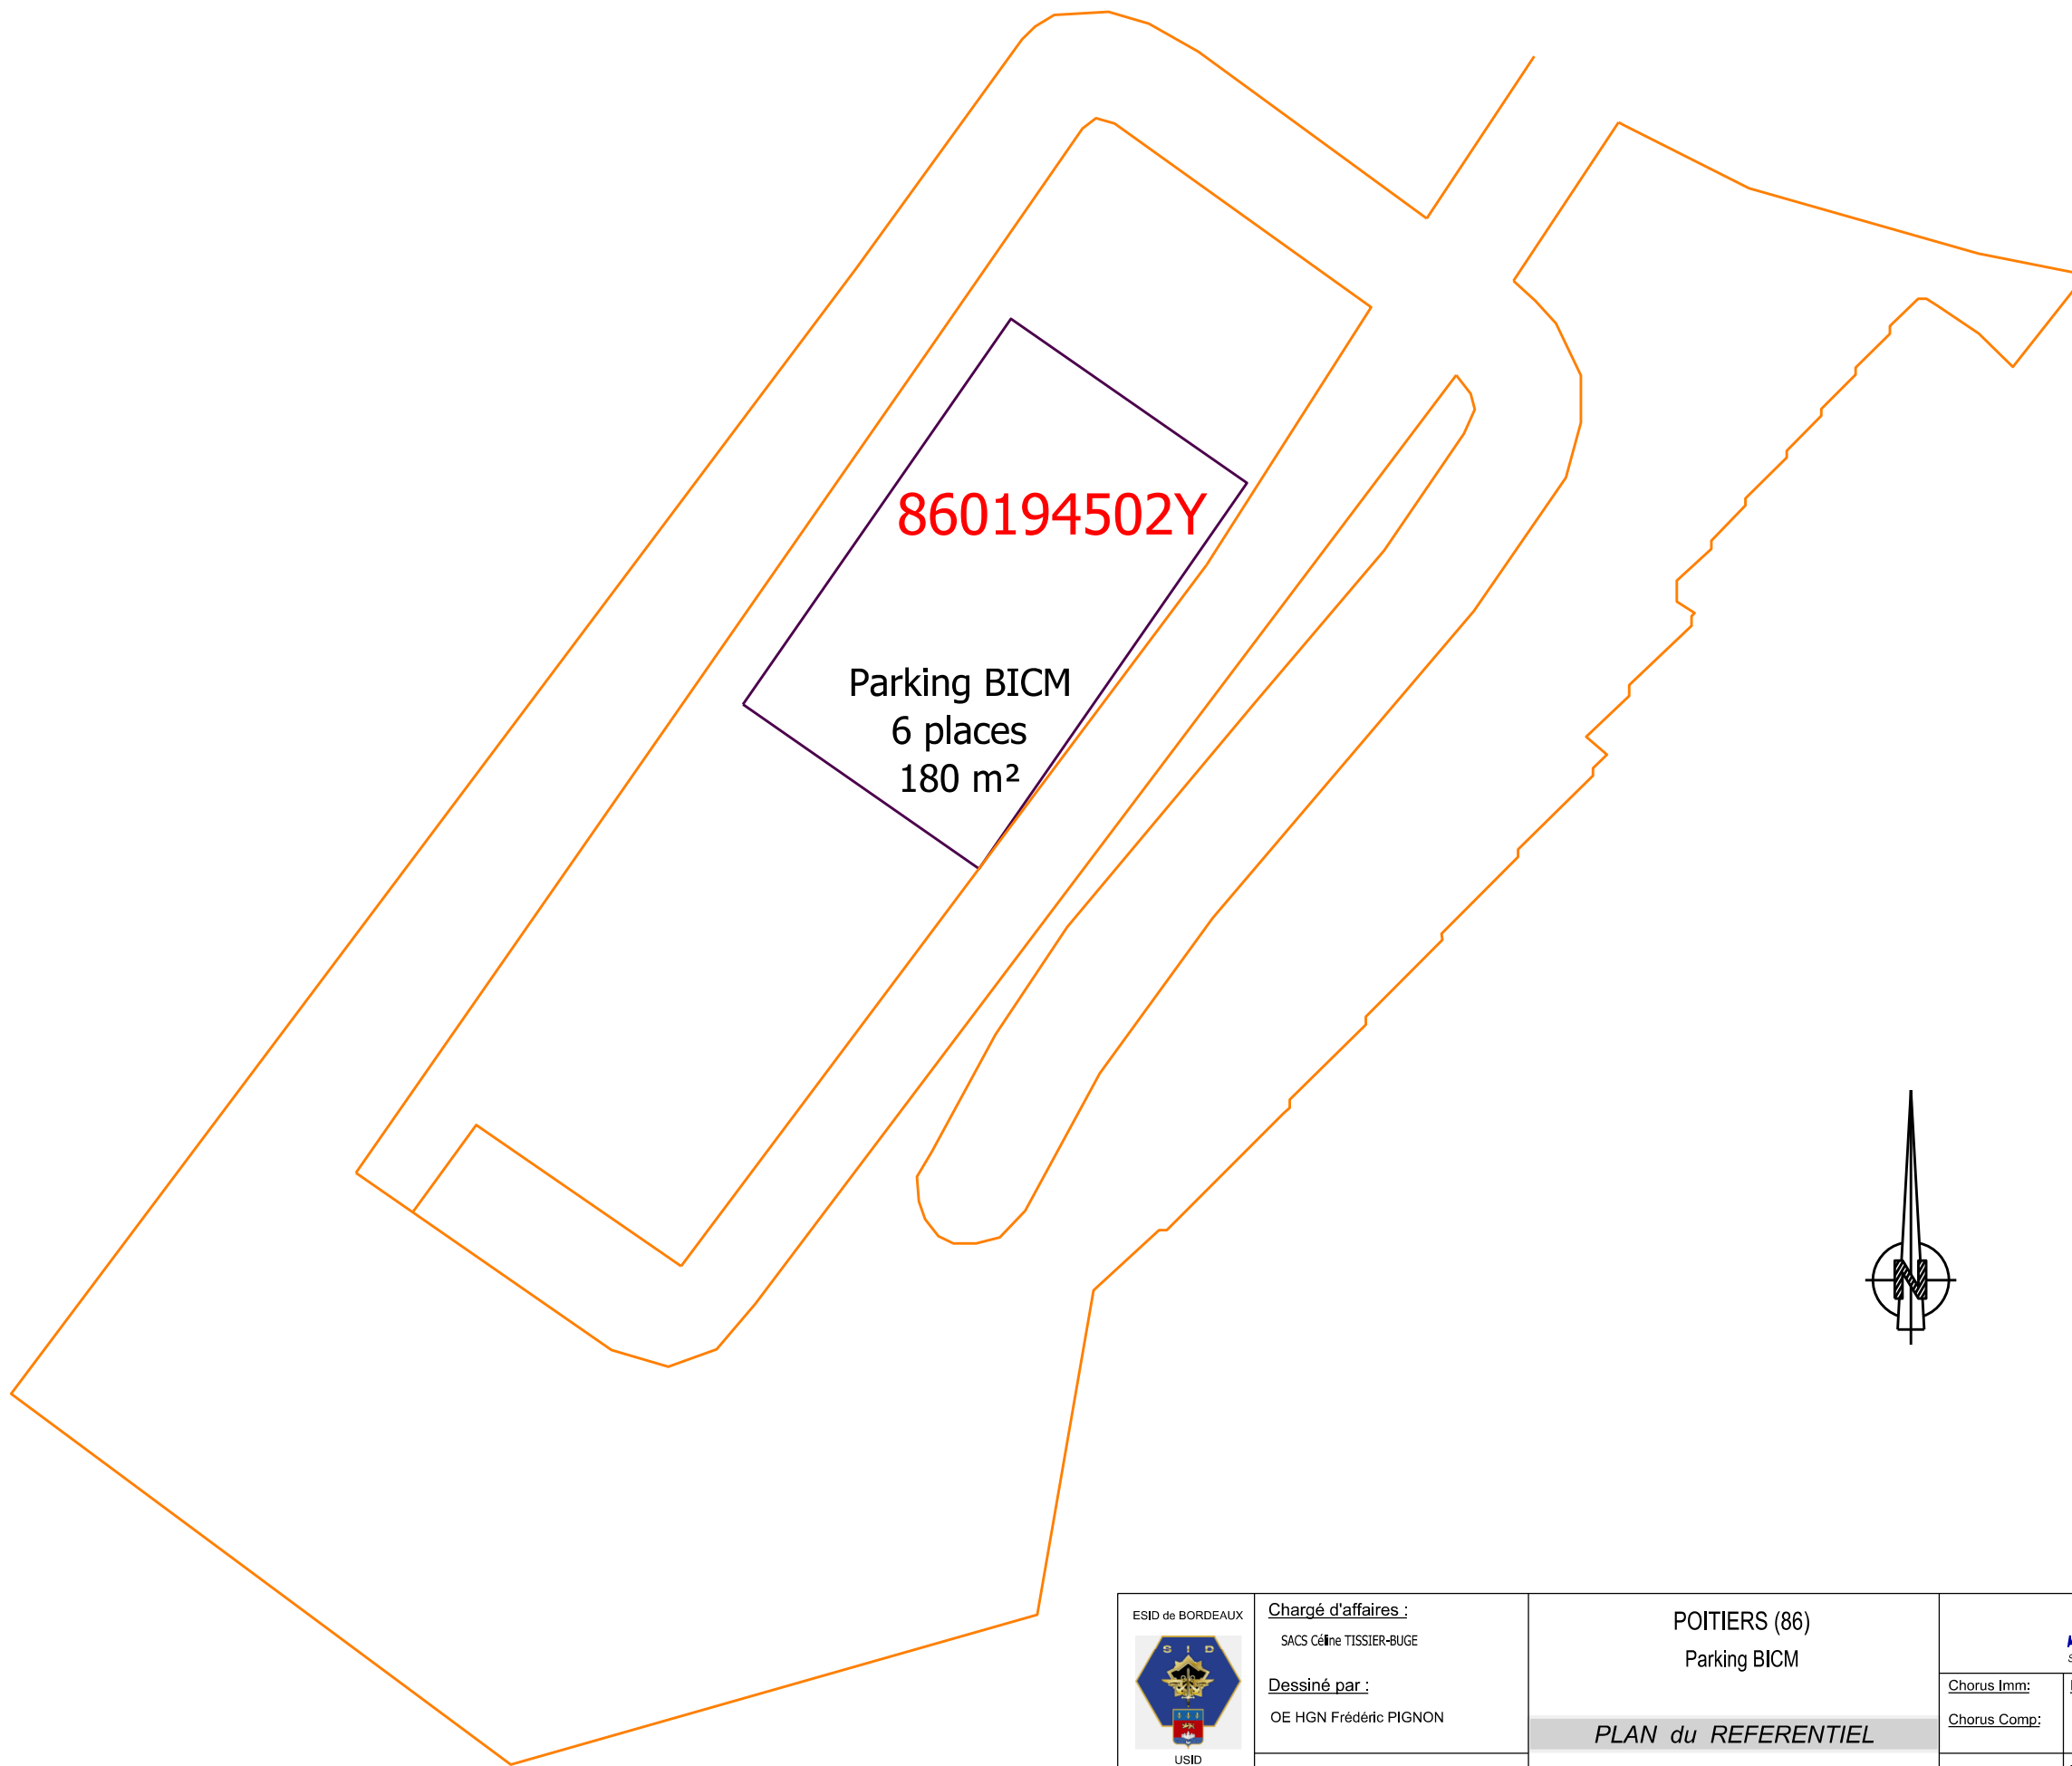 860194502Y
Parking BICM
6 places
180 m²
N
ESID de BORDEAUX
S I D
USID
Chargé d'affaires :
SACS Céline TISSIER-BUGE
Dessiné par :
OE HGN Frédéric PIGNON
POITIERS (86)
Parking BICM
PLAN du REFERENTIEL
Chorus Imm:
Chorus Comp: